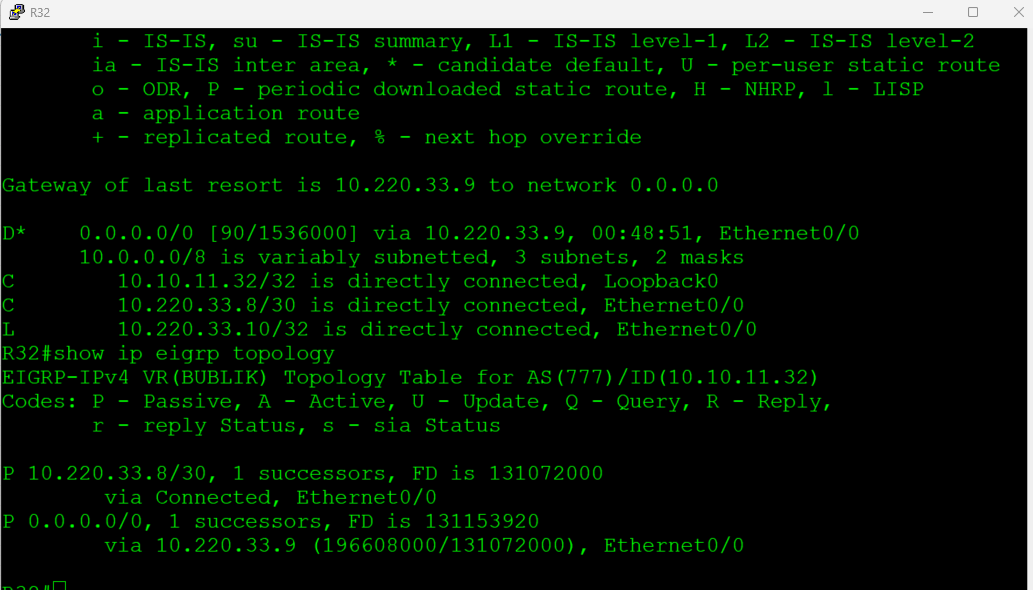 R32
i - IS-IS, su - IS-IS summary, L1 - IS-IS level-1, L2 - IS-IS level-2
ia - IS-IS inter area, * - candidate default, U - per-user static route
o - ODR, P - periodic downloaded static route, H - NHRP, l - LISP
a - application route
+ - replicated route, % - next hop override
Gateway of last resort is 10.220.33.9 to network 0.0.0.0
D* 0.0.0.0/0 [90/1536000] via 10.220.33.9, 00:48:51, Ethernet0/0
10.0.0.0/8 is variably subnetted, 3 subnets, 2 masks
C 10.10.11.32/32 is directly connected, Loopback0
C 10.220.33.8/30 is directly connected, Ethernet0/0
L 10.220.33.10/32 is directly connected, Ethernet0/0
R32#show ip eigrp topology
EIGRP-IPv4 VR(BUBLIK) Topology Table for AS(777)/ID(10.10.11.32)
Codes: P - Passive, A - Active, U - Update, Q - Query, R - Reply,
r - reply Status, s - sia Status
P 10.220.33.8/30, 1 successors, FD is 131072000
via Connected, Ethernet0/0
P 0.0.0.0/0, 1 successors, FD is 131153920
via 10.220.33.9 (196608000/131072000), Ethernet0/0
R32#